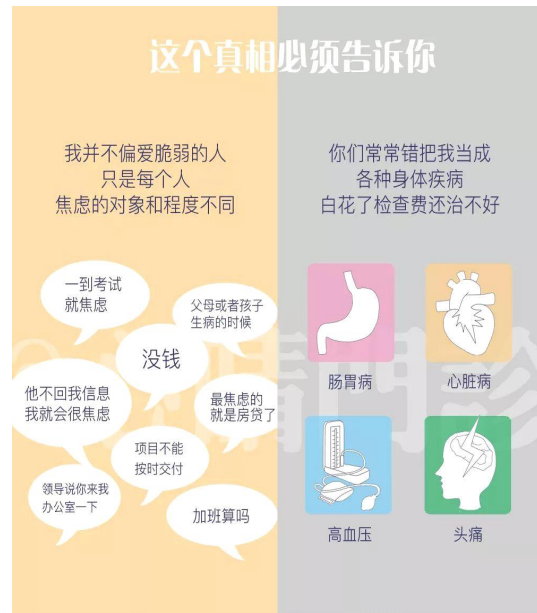 这个真相必须告诉你
我并不偏爱脆弱的人
只是每个人
焦虑的对象和程度不同
一到考试
就焦虑
父母或者孩子
生病的时候
没钱
他不回我信息
我就会很焦虑
最焦虑的
就是房贷了
项目不能
按时交付
领导说你来我
办公室一下
加班算吗
你们常常错把我当成
各种身体疾病
白花了检查费还治不好
肠胃病
心脏病
高血压
头痛